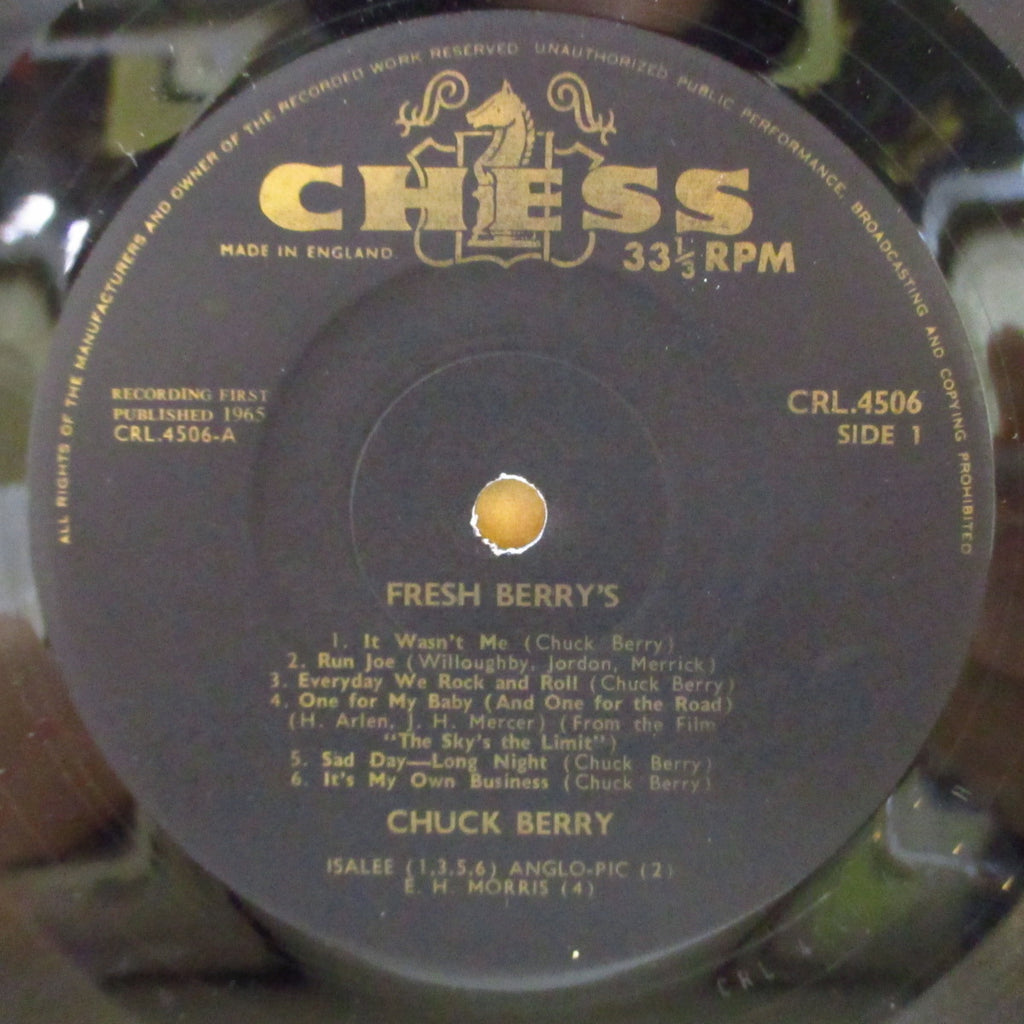 ALL RIGHTS OF THE MANUFACTURERS AND OWNER OF THE RECORDED WORK RESERVED UNAUTHORIZED PUBLIC PERFORMANCE, BROADCASTING AND COPYING PROHIBITED
CHESS
MADE IN ENGLAND
33⅓ RPM
RECORDING FIRST
PUBLISHED 1965
CRL.4506-A
CRL.4506
SIDE 1
FRESH BERRY'S
1. It Wasn't Me (Chuck Berry)
2. Run Joe (Willoughby, Jordon, Merrick)
3. Everyday We Rock and Roll (Chuck Berry)
4. One for My Baby (And One for the Road)
(H. Arlen, J. H. Mercer) (From the Film
"The Sky's the Limit")
5. Sad Day—Long Night (Chuck Berry)
6. It's My Own Business (Chuck Berry)
CHUCK BERRY
ISALEE (1,3,5,6) ANGLO-PIC (2)
E. H. MORRIS (4)
CRL